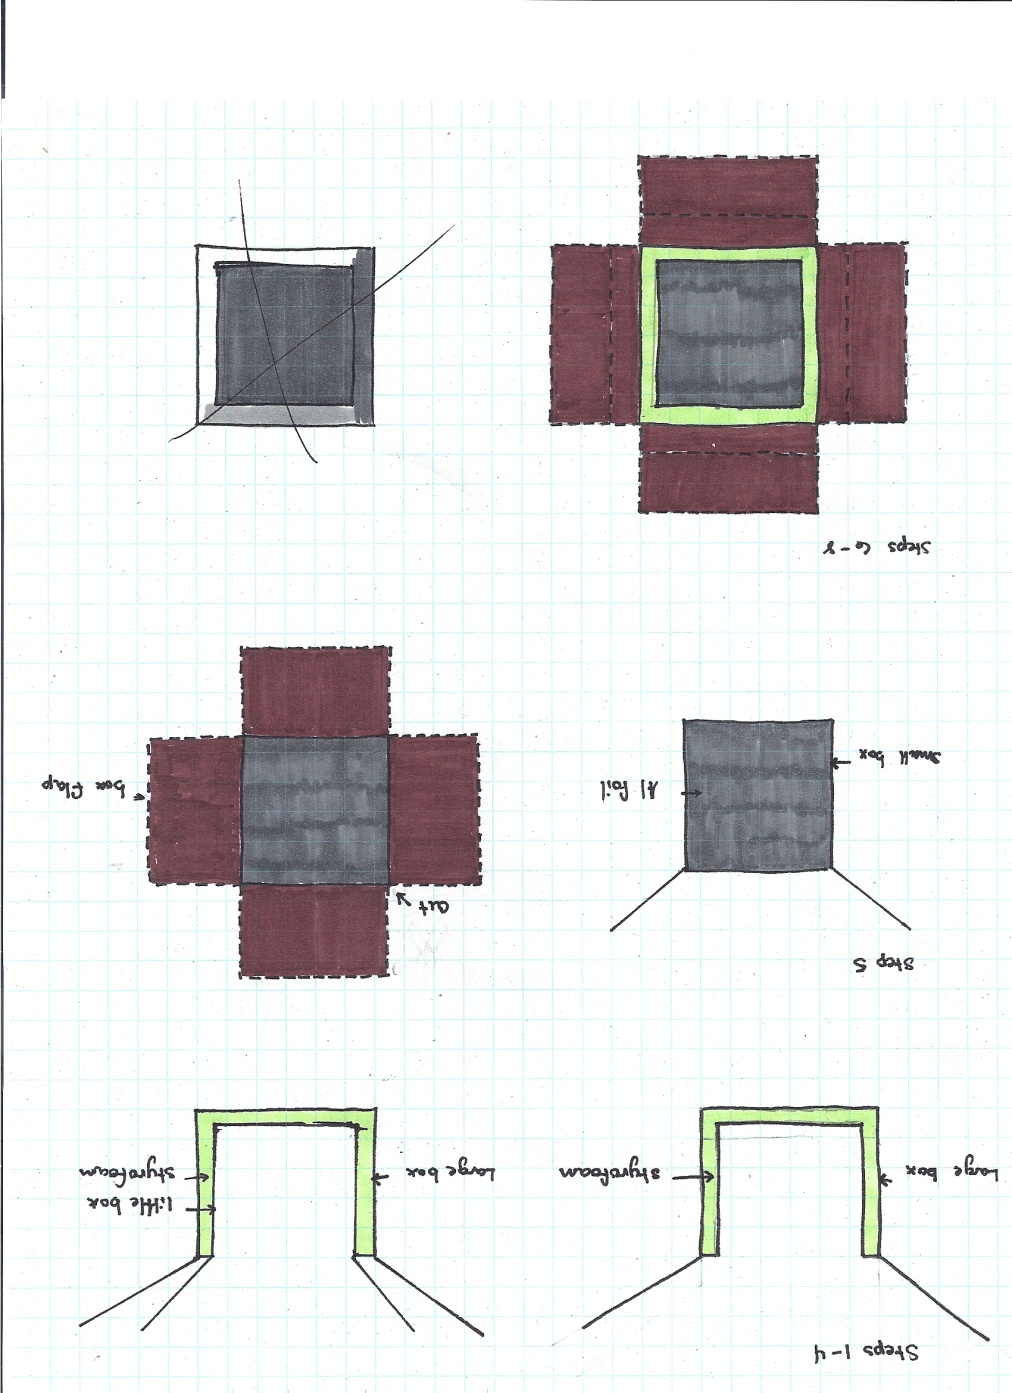 Steps 1-4
Large box
styrofoam
Large box
little box
styrofoam
Step 5
Small box
Al foil
cut
box flap
Steps 6-8